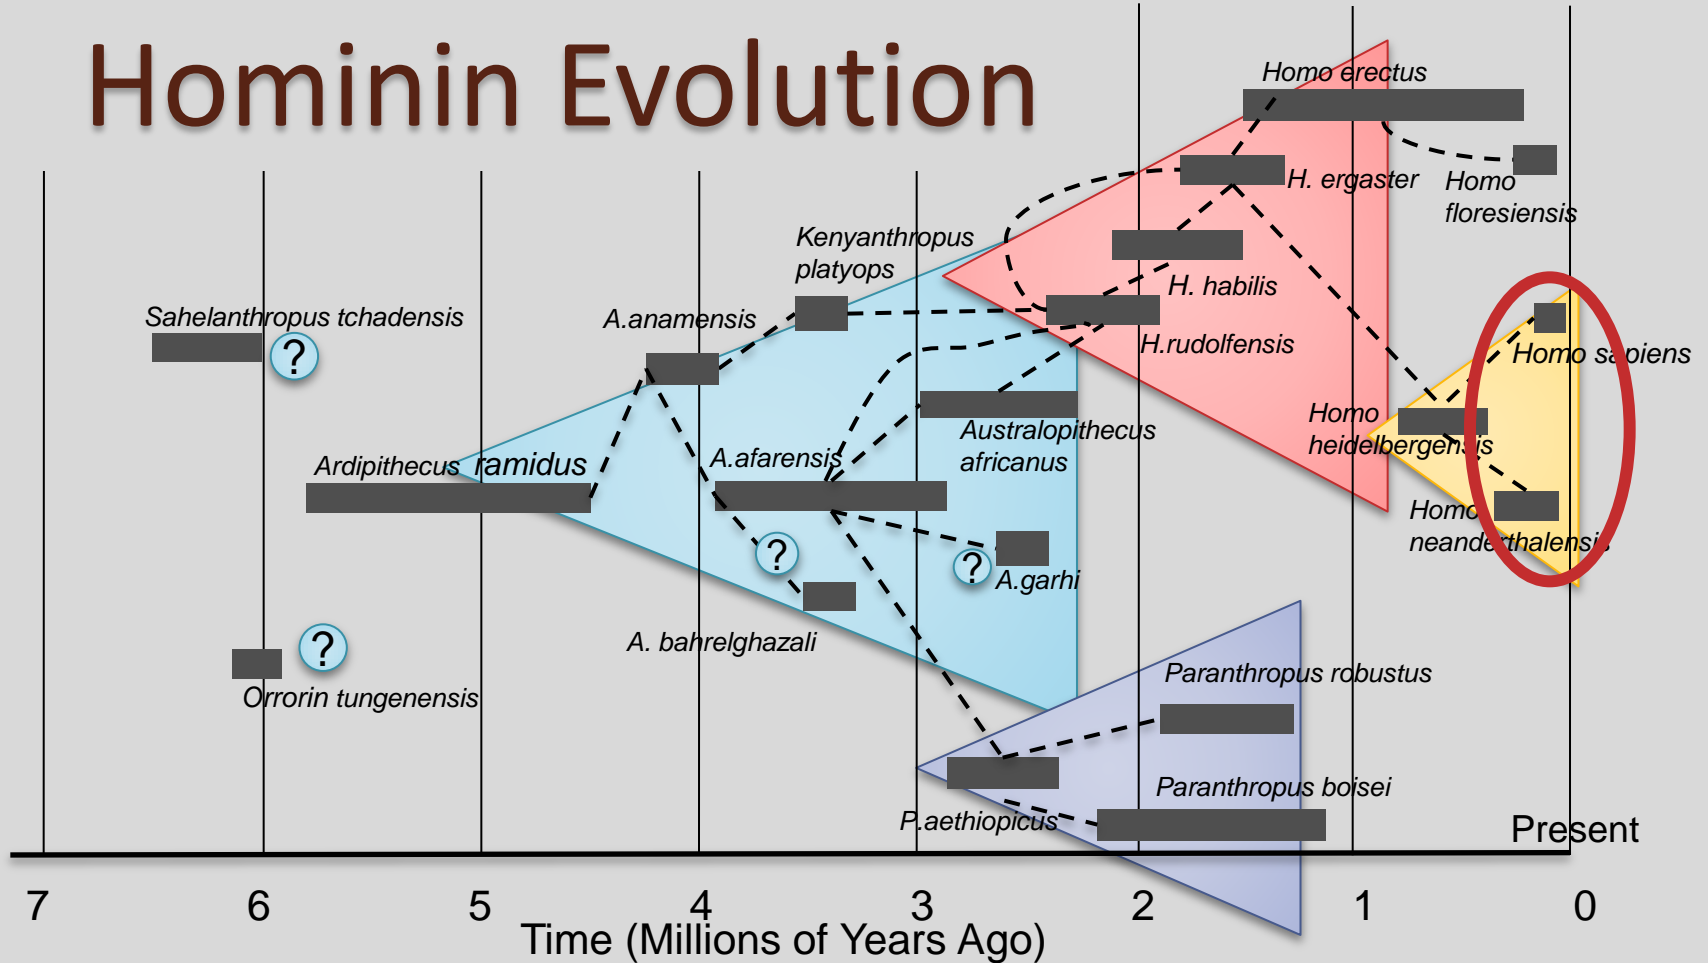 Hominin Evolution
Homo erectus
H. ergaster
Homo
floresiensis
Kenyanthropus
platyops
H. habilis
Sahelanthropus tchadensis
?
A.anamensis
H.rudolfensis
Homo sapiens
Homo
heidelbergensis
Australopithecus
africanus
Ardipithecus ramidus
A.afarensis
Homo
neanderthalensis
?
?
A.garhi
A. bahrelghazali
?
Orrorin tungenensis
Paranthropus robustus
Paranthropus boisei
P.aethiopicus
Present
7 6 5 4 3 2 1 0
Time (Millions of Years Ago)